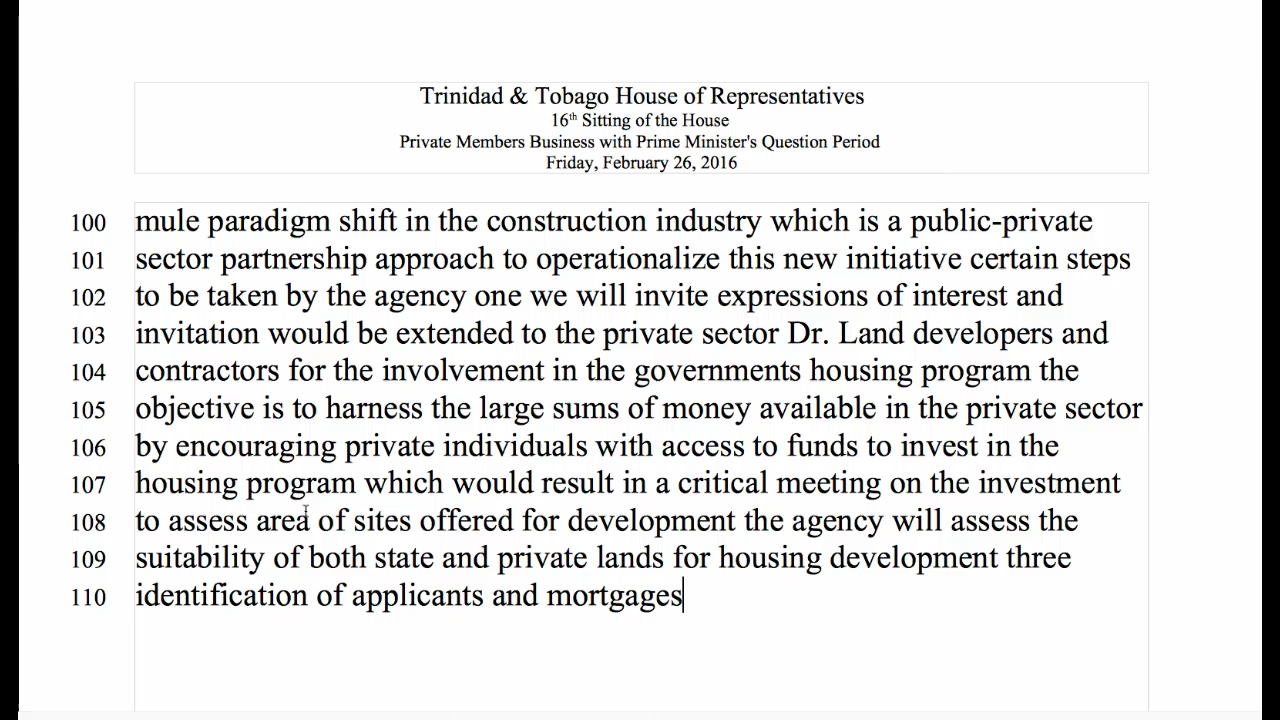 Trinidad & Tobago House of Representatives
16th Sitting of the House
Private Members Business with Prime Minister's Question Period
Friday, February 26, 2016
100 mule paradigm shift in the construction industry which is a public-private
101 sector partnership approach to operationalize this new initiative certain steps
102 to be taken by the agency one we will invite expressions of interest and
103 invitation would be extended to the private sector Dr. Land developers and
104 contractors for the involvement in the governments housing program the
105 objective is to harness the large sums of money available in the private sector
106 by encouraging private individuals with access to funds to invest in the
107 housing program which would result in a critical meeting on the investment
108 to assess area of sites offered for development the agency will assess the
109 suitability of both state and private lands for housing development three
110 identification of applicants and mortgages